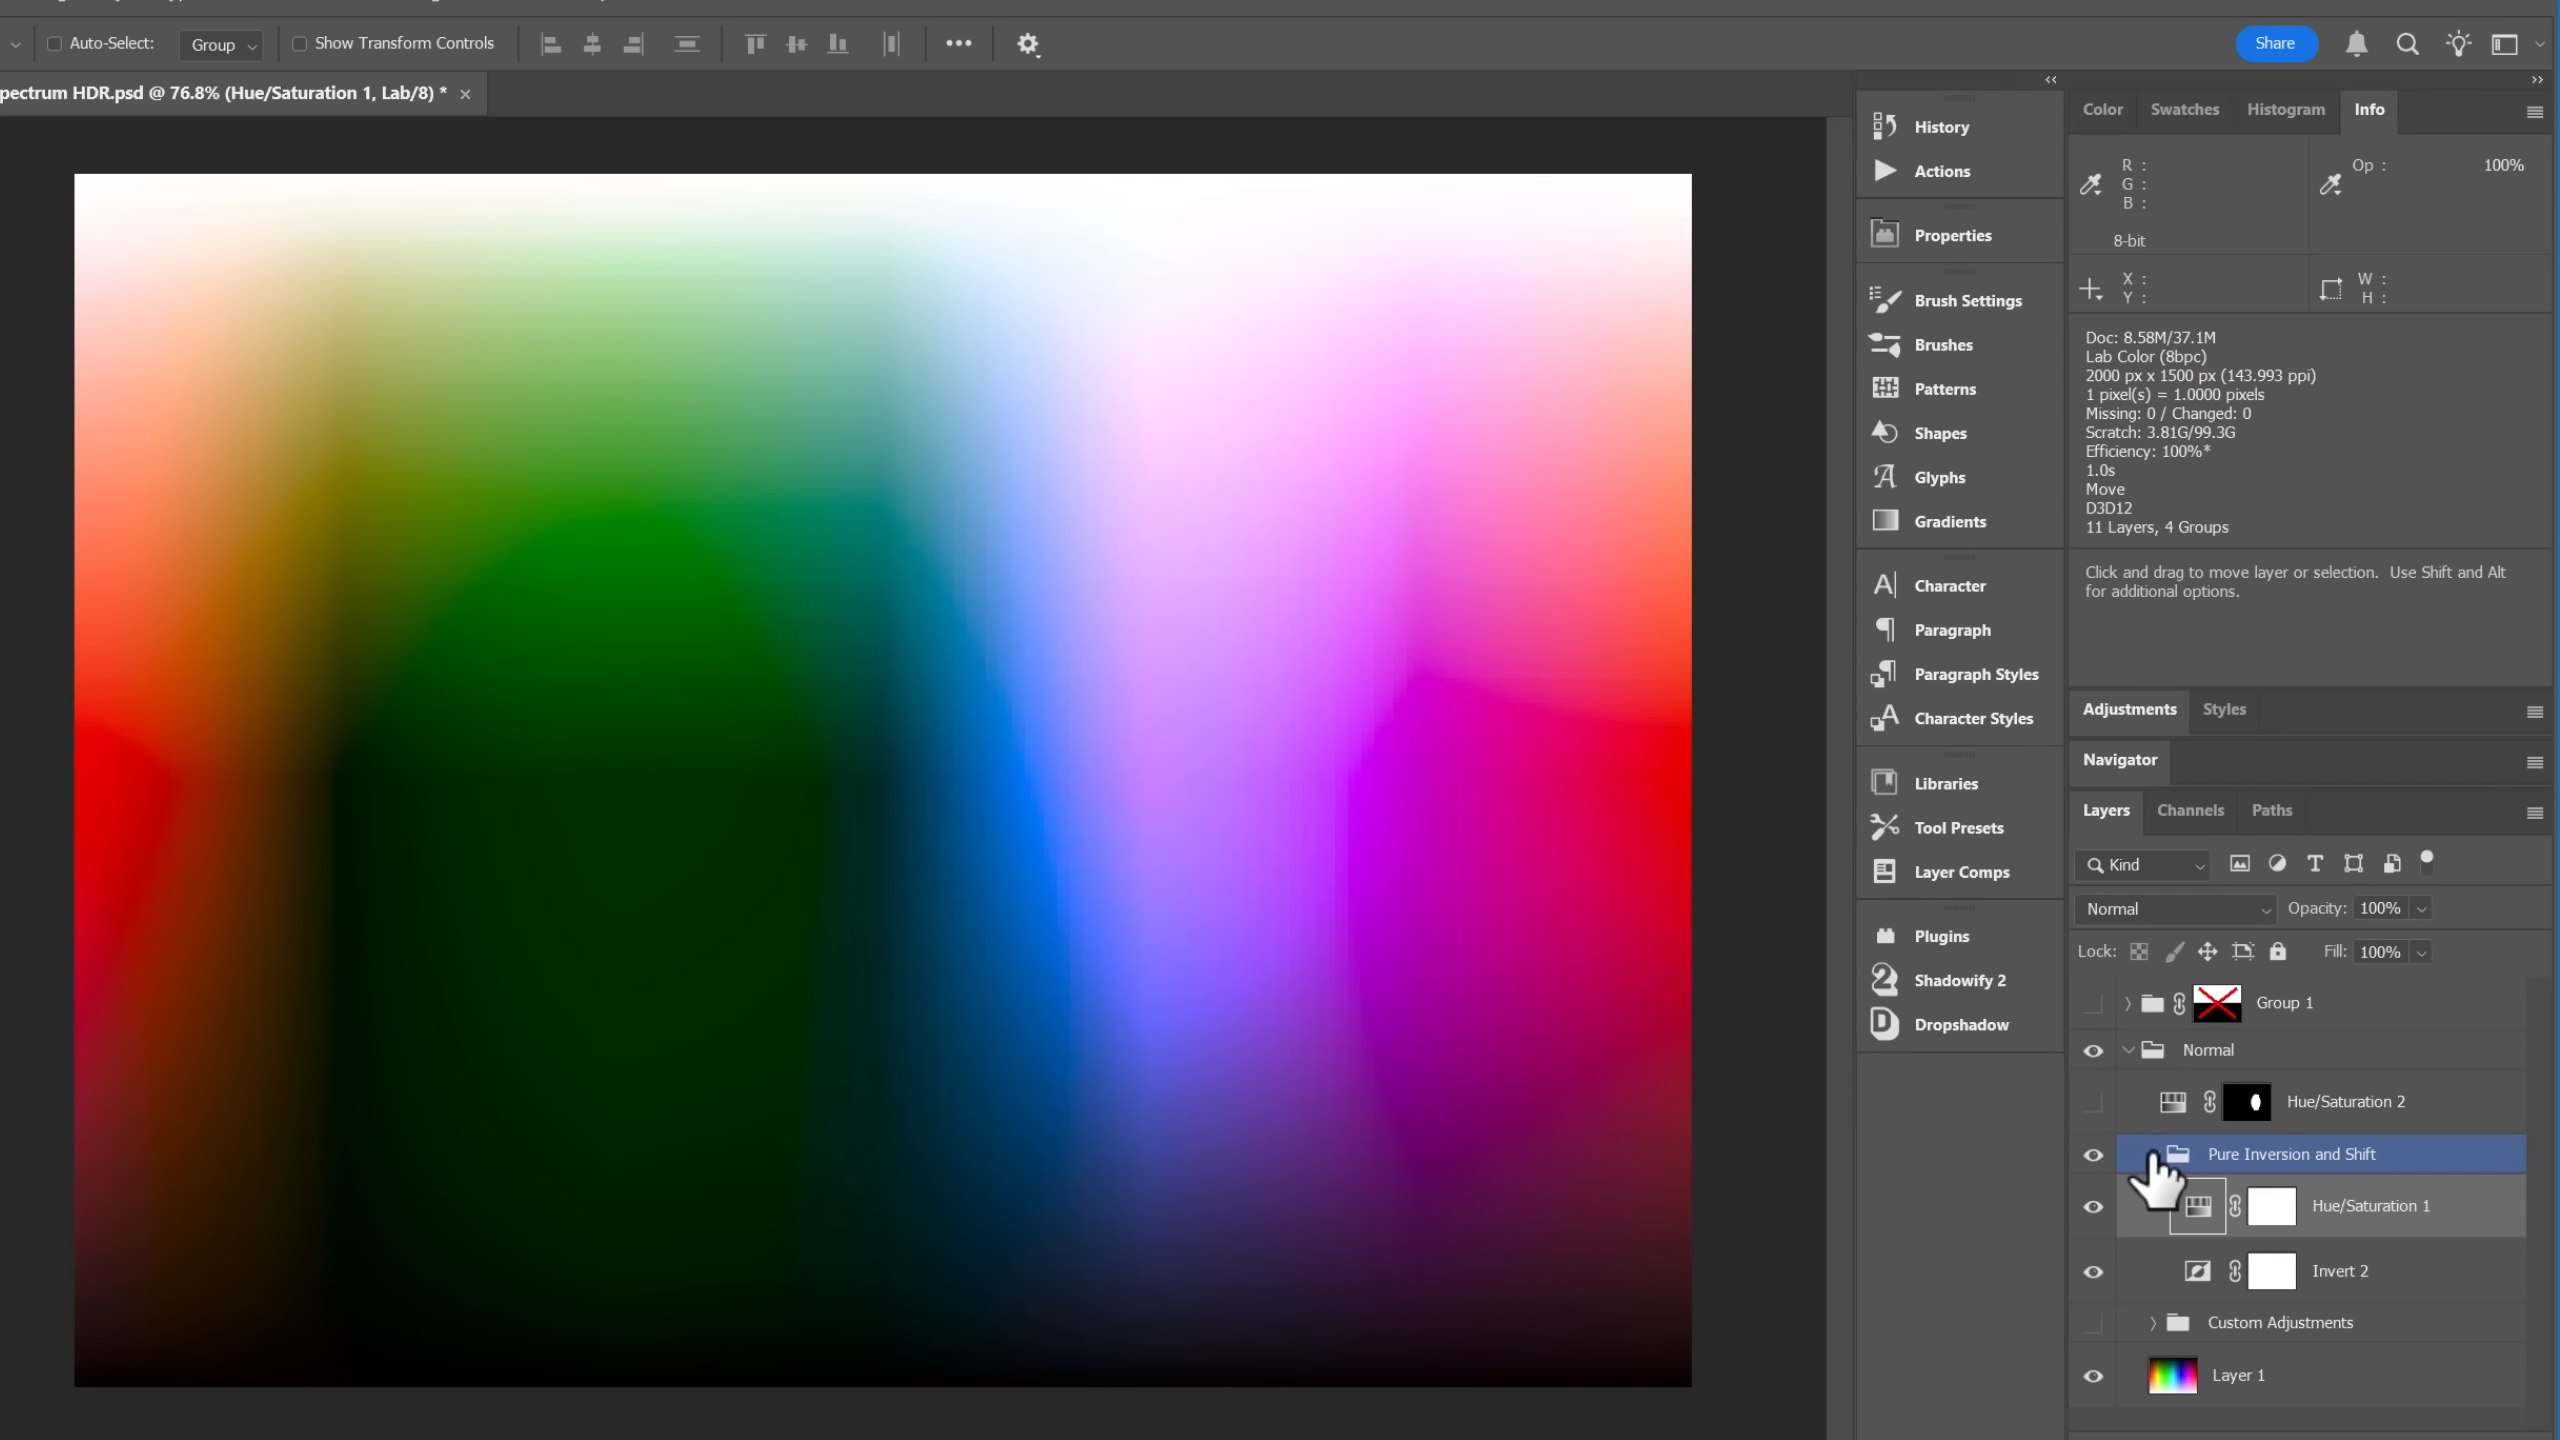 Auto-Select:
Group
Show Transform Controls
Share
pectrum HDR.psd @ 76.8% (Hue/Saturation 1, Lab/8) *
History
Actions
Properties
Brush Settings
Brushes
Patterns
Shapes
Glyphs
Gradients
Character
Paragraph
Paragraph Styles
Character Styles
Libraries
Tool Presets
Layer Comps
Plugins
Shadowify 2
Dropshadow
Color
Swatches
Histogram
Info
R :
G :
B :
8-bit
Op :
100%
X :
Y :
W :
H :
Doc: 8.58M/37.1M
Lab Color (8bpc)
2000 px x 1500 px (143.993 ppi)
1 pixel(s) = 1.0000 pixels
Missing: 0 / Changed: 0
Scratch: 3.81G/99.3G
Efficiency: 100%*
1.0s
Move
D3D12
11 Layers, 4 Groups
Click and drag to move layer or selection.  Use Shift and Alt
for additional options.
Adjustments
Styles
Navigator
Layers
Channels
Paths
Kind
Normal
Opacity: 100%
Lock:
Fill: 100%
Group 1
Normal
Hue/Saturation 2
Pure Inversion and Shift
Hue/Saturation 1
Invert 2
Custom Adjustments
Layer 1